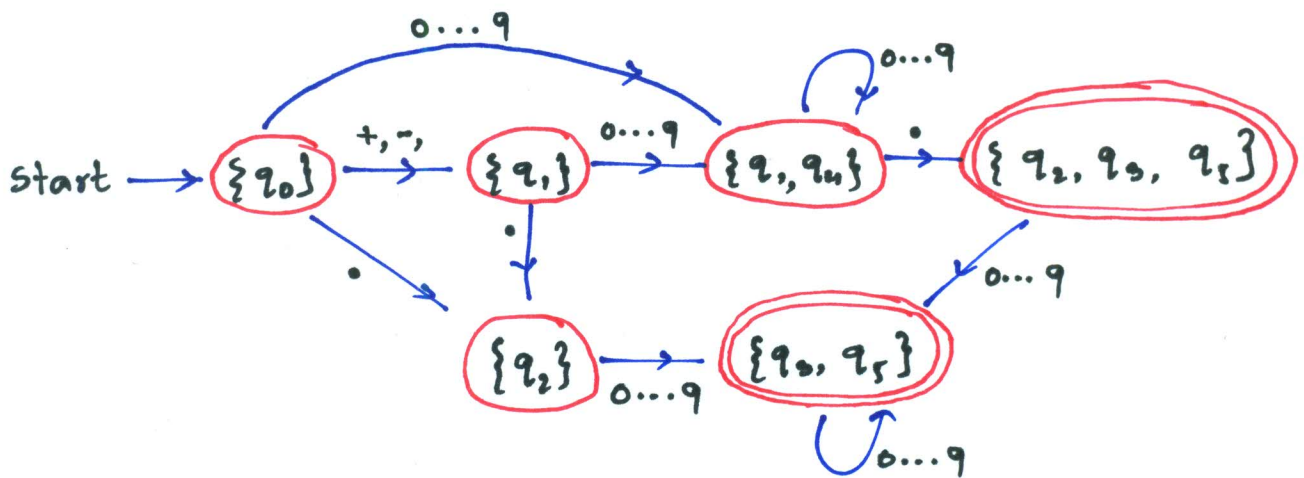 0...9
0...9
+,-,
0...9
.
start
{q0}
{q1}
{q1,q4}
{q2, q3, q5}
.
.
0...9
{q2}
{q3, q5}
0...9
0...9